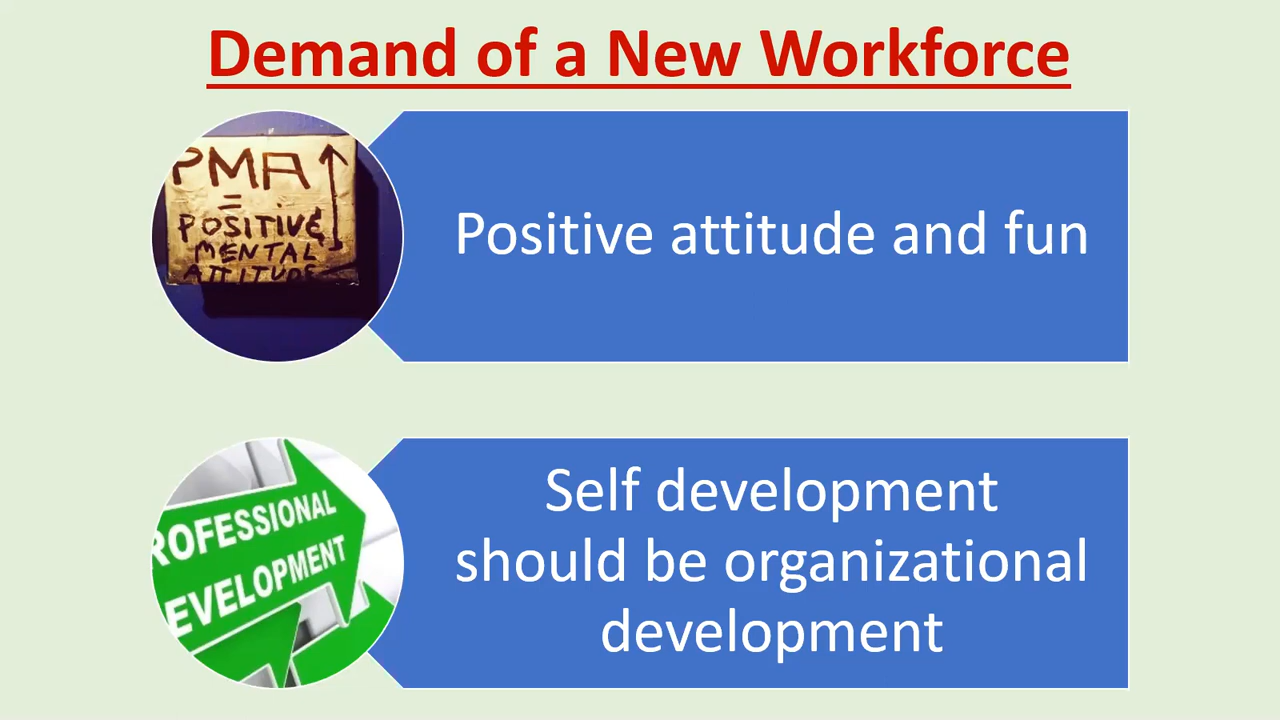 Demand of a New Workforce
PMA
=
POSITIVE
MENTAL
ATTITUDE
Positive attitude and fun
ROFESSIONAL
EVELOPMENT
Self development
should be organizational
development